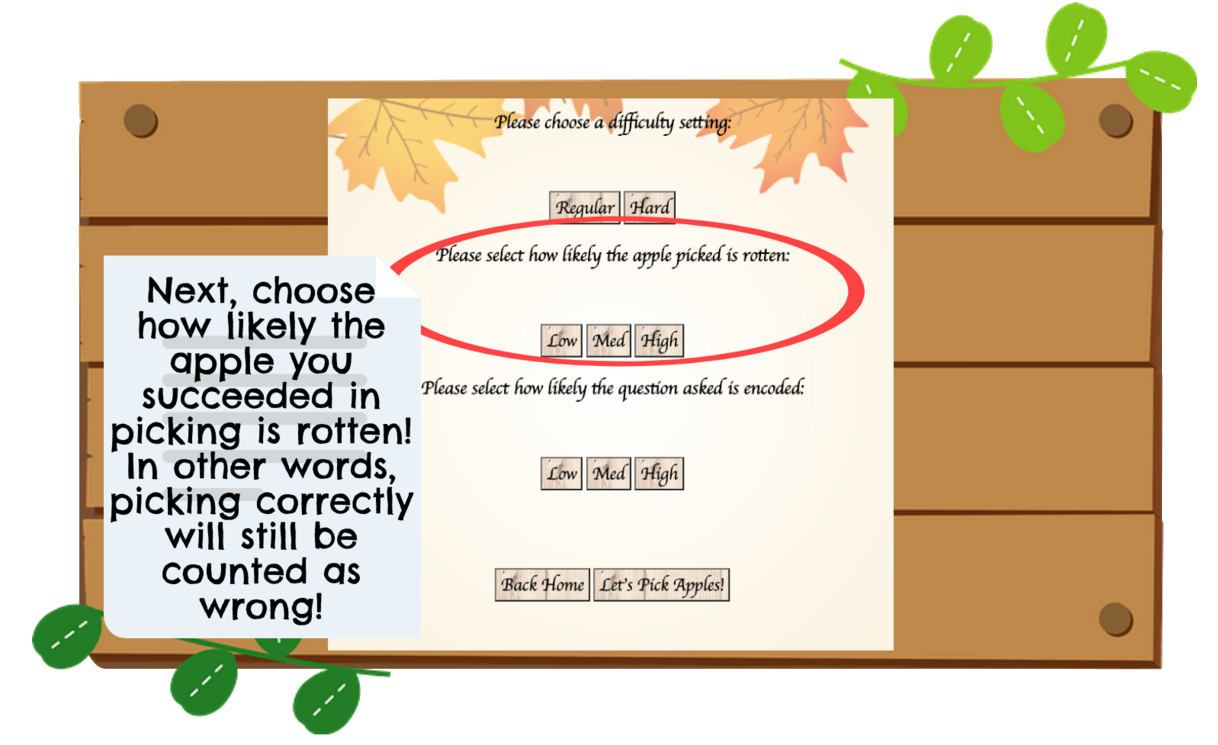 Please choose a difficulty setting:
Regular Hard
Please select how likely the apple picked is rotten:
Low Med High
Please select how likely the question asked is encoded:
Low Med High
Back Home Let's Pick Apples!
Next, choose
how likely the
apple you
succeeded in
picking is rotten!
In other words,
picking correctly
will still be
counted as
wrong!